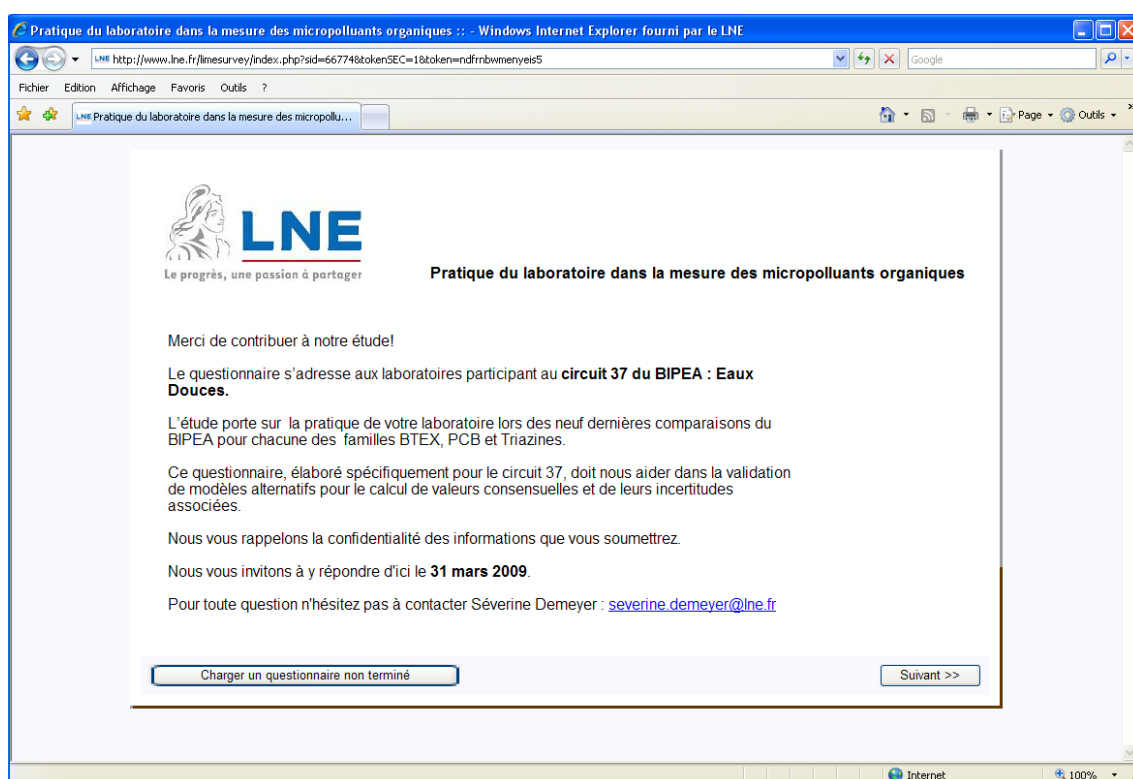 Pratique du laboratoire dans la mesure des micropolluants organiques :: - Windows Internet Explorer fourni par le LNE
LNE http://www.lne.fr/limesurvey/index.php?sid=66774&tokenSEC=1&token=ndfrnbwmenyeis5
Google
Fichier Edition Affichage Favoris Outils ?
LNE Pratique du laboratoire dans la mesure des micropollu...
Page Outils »
LNE
Le progrès, une passion à partager
Pratique du laboratoire dans la mesure des micropolluants organiques
Merci de contribuer à notre étude!
Le questionnaire s'adresse aux laboratoires participant au circuit 37 du BIPEA : Eaux
Douces.
L'étude porte sur la pratique de votre laboratoire lors des neuf dernières comparaisons du
BIPEA pour chacune des familles BTEX, PCB et Triazines.
Ce questionnaire, élaboré spécifiquement pour le circuit 37, doit nous aider dans la validation
de modèles alternatifs pour le calcul de valeurs consensuelles et de leurs incertitudes
associées.
Nous vous rappelons la confidentialité des informations que vous soumettrez.
Nous vous invitons à y répondre d'ici le 31 mars 2009.
Pour toute question n'hésitez pas à contacter Séverine Demeyer : severine.demeyer@lne.fr
Charger un questionnaire non terminé
Suivant >>
Internet
100%